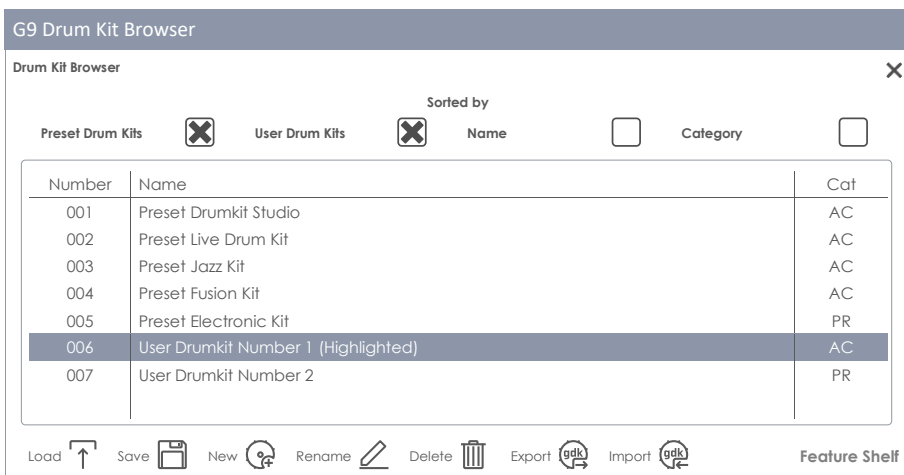 G9 Drum Kit Browser
Drum Kit Browser
Sorted by
Preset Drum Kits User Drum Kits Name Category
Number Name Cat
001 Preset Drumkit Studio AC
002 Preset Live Drum Kit AC
003 Preset Jazz Kit AC
004 Preset Fusion Kit AC
005 Preset Electronic Kit PR
006 User Drumkit Number 1 (Highlighted) AC
007 User Drumkit Number 2 PR
Load Save New Rename Delete Export gdk Import gdk Feature Shelf